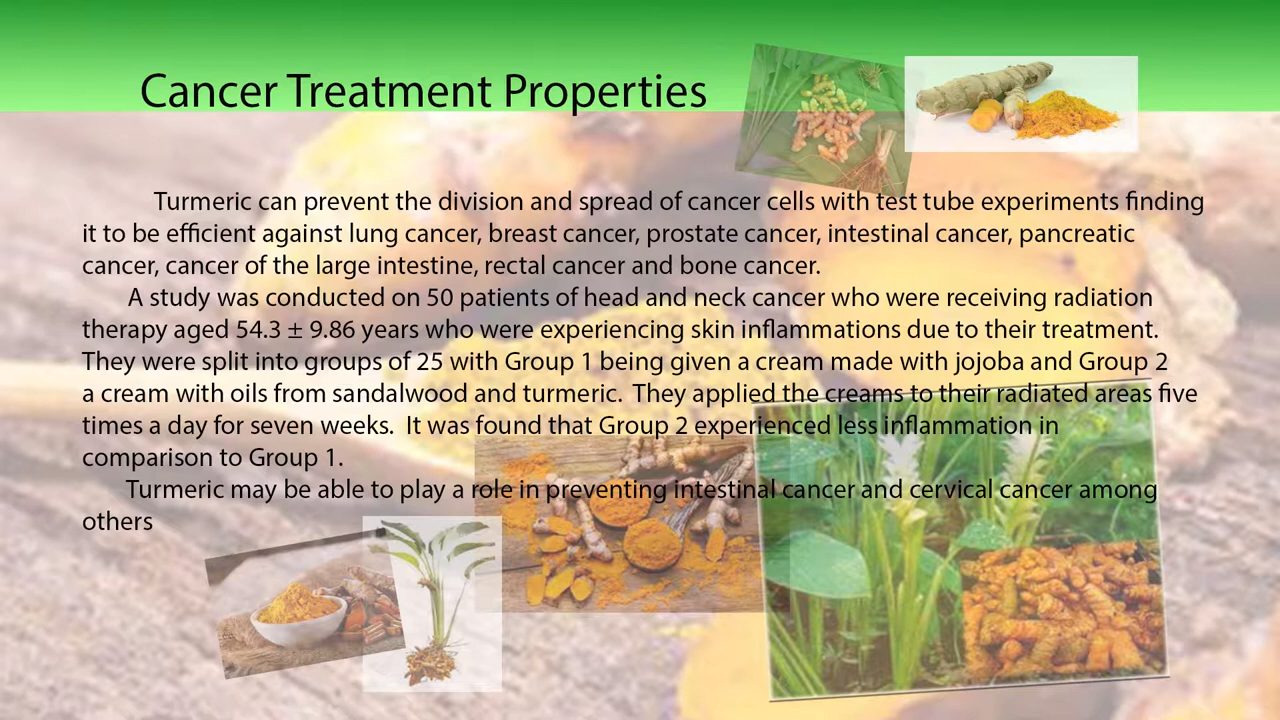 Cancer Treatment Properties
Turmeric can prevent the division and spread of cancer cells with test tube experiments finding
it to be efficient against lung cancer, breast cancer, prostate cancer, intestinal cancer, pancreatic
cancer, cancer of the large intestine, rectal cancer and bone cancer.
A study was conducted on 50 patients of head and neck cancer who were receiving radiation
therapy aged 54.3 ± 9.86 years who were experiencing skin inflammations due to their treatment.
They were split into groups of 25 with Group 1 being given a cream made with jojoba and Group 2
a cream with oils from sandalwood and turmeric. They applied the creams to their radiated areas five
times a day for seven weeks. It was found that Group 2 experienced less inflammation in
comparison to Group 1.
Turmeric may be able to play a role in preventing intestinal cancer and cervical cancer among
others